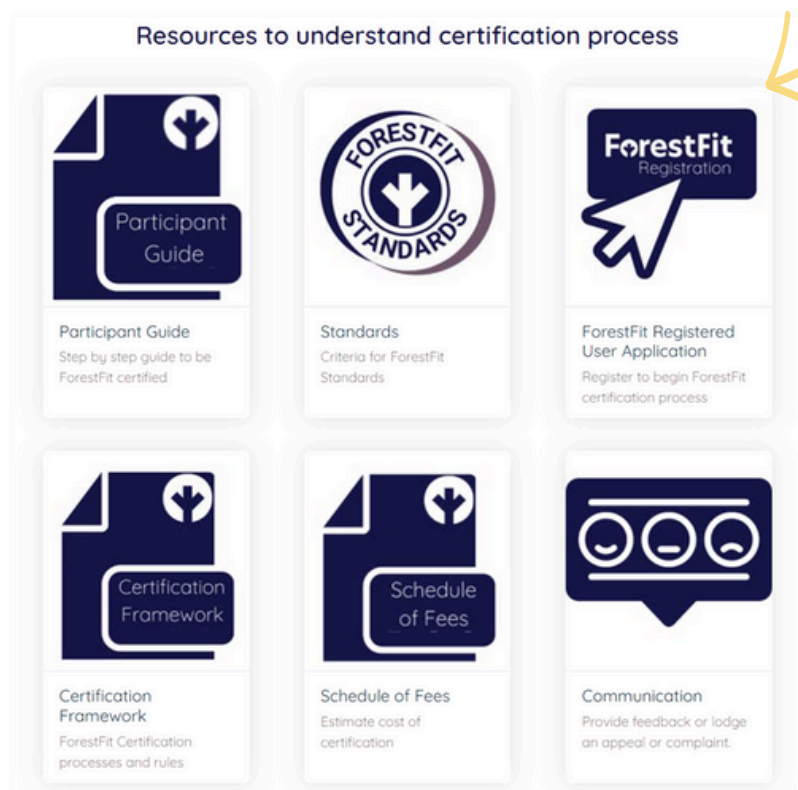 Resources to understand certification process
Participant
Guide
FORESTFIT
STANDARDS
ForestFit
Registration
Participant Guide
Step by step guide to be
ForestFit certified
Standards
Criteria for ForestFit
Standards
ForestFit Registered
User Application
Register to begin ForestFit
certification process
Certification
Framework
Schedule
of Fees
Certification
Framework
ForestFit Certification
processes and rules
Schedule of Fees
Estimate cost of
certification
Communication
Provide feedback or lodge
an appeal or complaint.